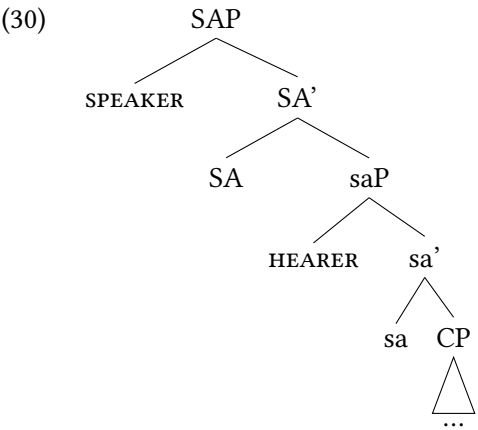 (30) SAP
SPEAKER SA’
SA saP
HEARER sa’
sa CP
...